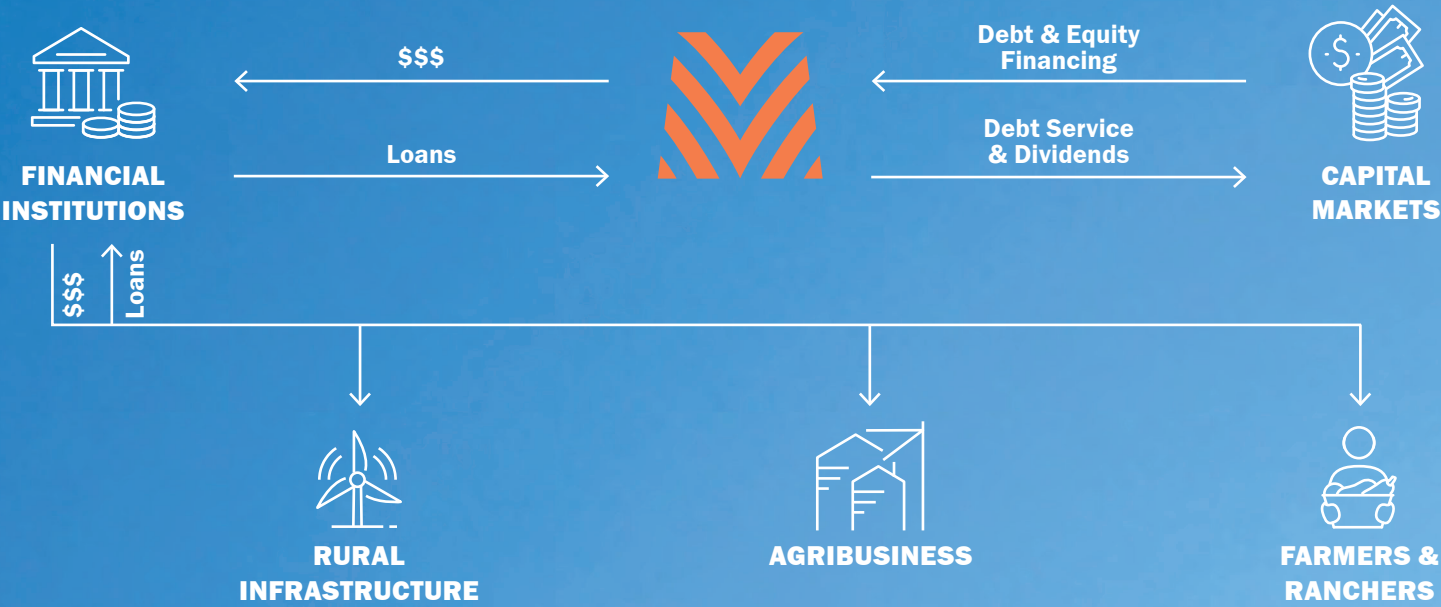 $$$
Debt & Equity
Financing
Loans
Debt Service
& Dividends
FINANCIAL
INSTITUTIONS
$
CAPITAL
MARKETS
$$$
Loans
RURAL
INFRASTRUCTURE
AGRIBUSINESS
FARMERS &
RANCHERS